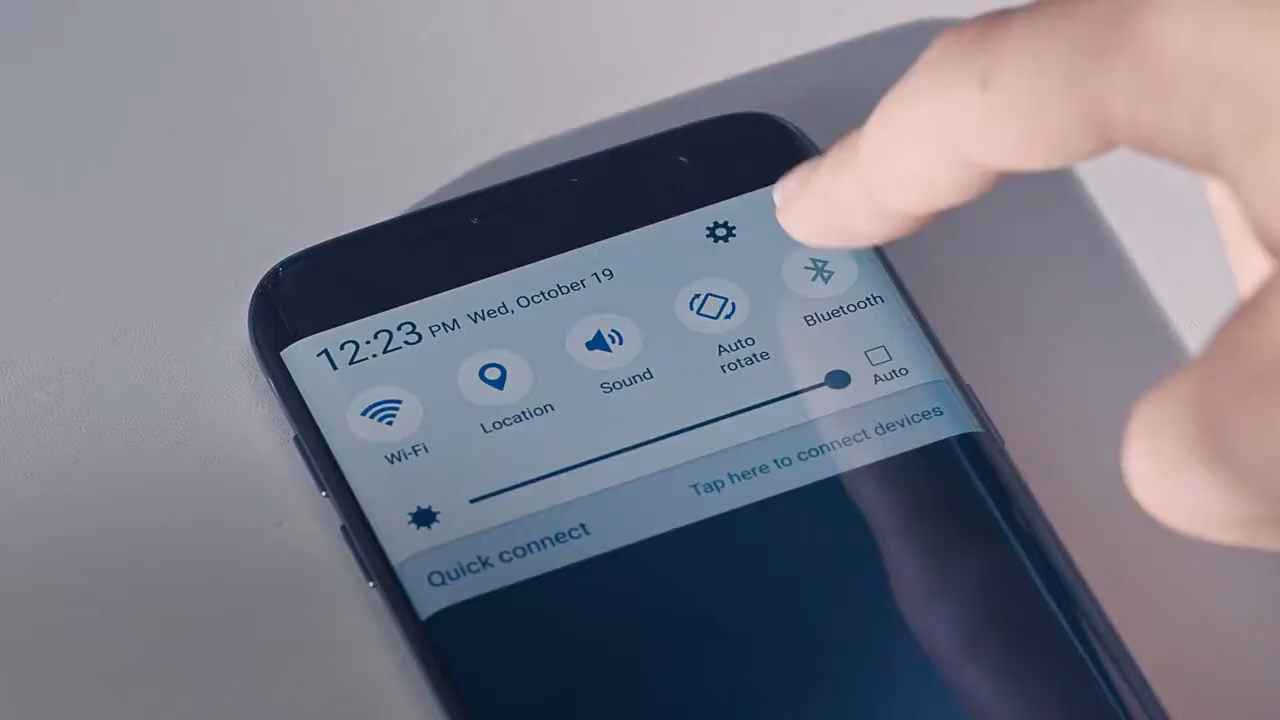 12:23 PM Wed, October 19
Wi-Fi
Location
Sound
Auto
rotate
Bluetooth
Auto
Quick connect
Tap here to connect devices